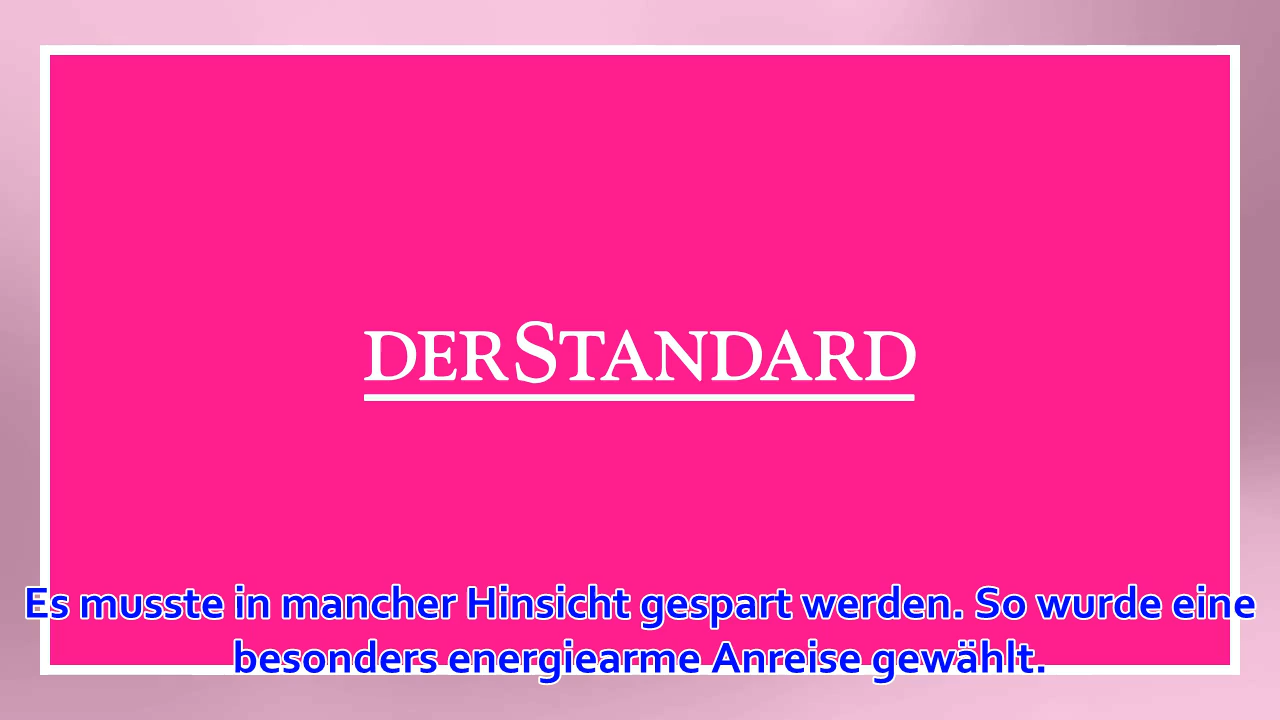 DERSTANDARD
Es musste in mancher Hinsicht gespart werden. So wurde eine
besonders energiearme Anreise gewählt.